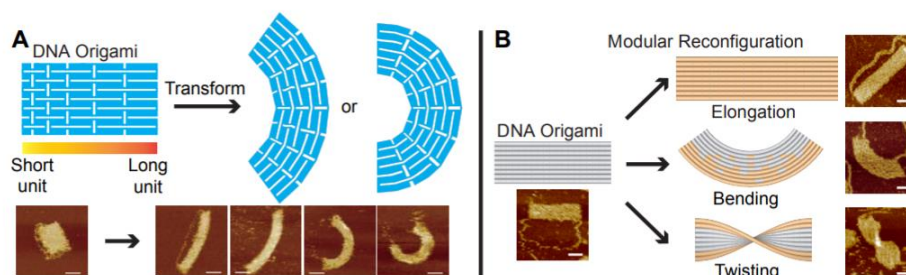 A
DNA Origami
Transform
or
Short unit
Long unit
B
Modular Reconfiguration
DNA Origami
Elongation
Bending
Twisting